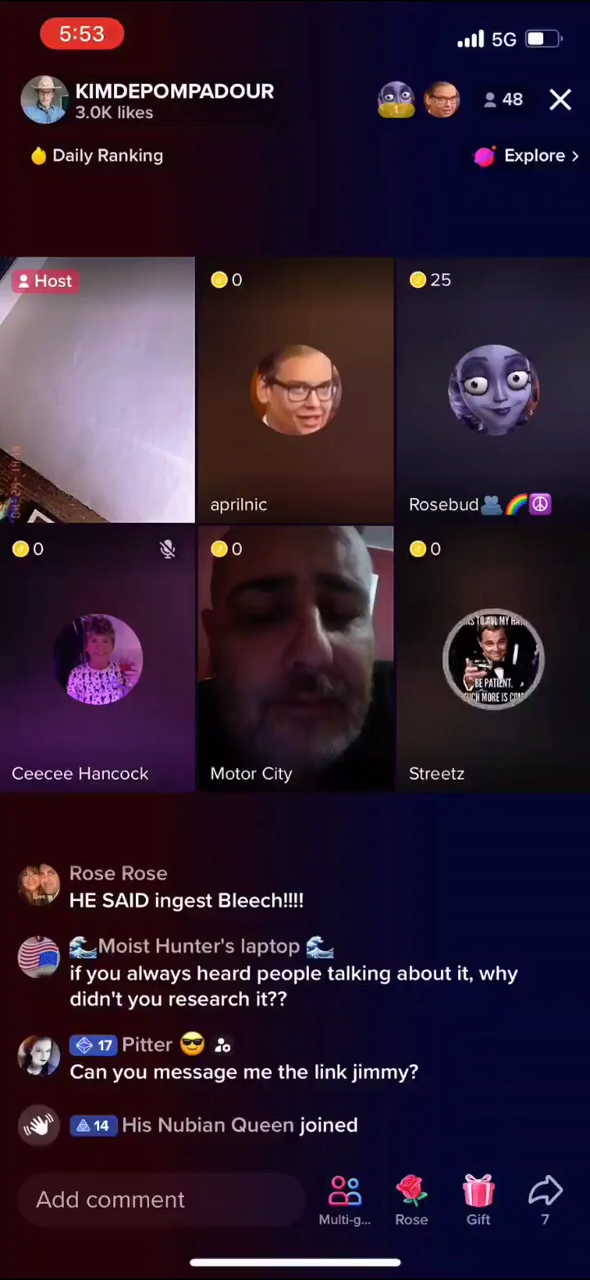 5:53
5G
KIMDEPOMPADOUR
3.0K likes
48
Daily Ranking
Explore >
Host
0
25
aprilnic
Rosebud👥🌈☮️
0
0
0
BE PATIENT.
Ceecee Hancock
Motor City
Streetz
Rose Rose
HE SAID ingest Bleech!!!!
🌊Moist Hunter's laptop 🌊
if you always heard people talking about it, why
didn't you research it??
17 Pitter 😎
Can you message me the link jimmy?
14 His Nubian Queen joined
Add comment
Multi-g...
Rose
Gift
7